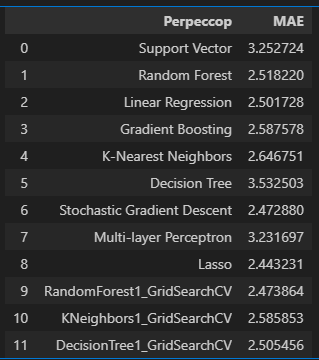 Perpeccop MAE
0 Support Vector 3.252724
1 Random Forest 2.518220
2 Linear Regression 2.501728
3 Gradient Boosting 2.587578
4 K-Nearest Neighbors 2.646751
5 Decision Tree 3.532503
6 Stochastic Gradient Descent 2.472880
7 Multi-layer Perceptron 3.231697
8 Lasso 2.443231
9 RandomForest1_GridSearchCV 2.473864
10 KNeighbors1_GridSearchCV 2.585853
11 DecisionTree1_GridSearchCV 2.505456